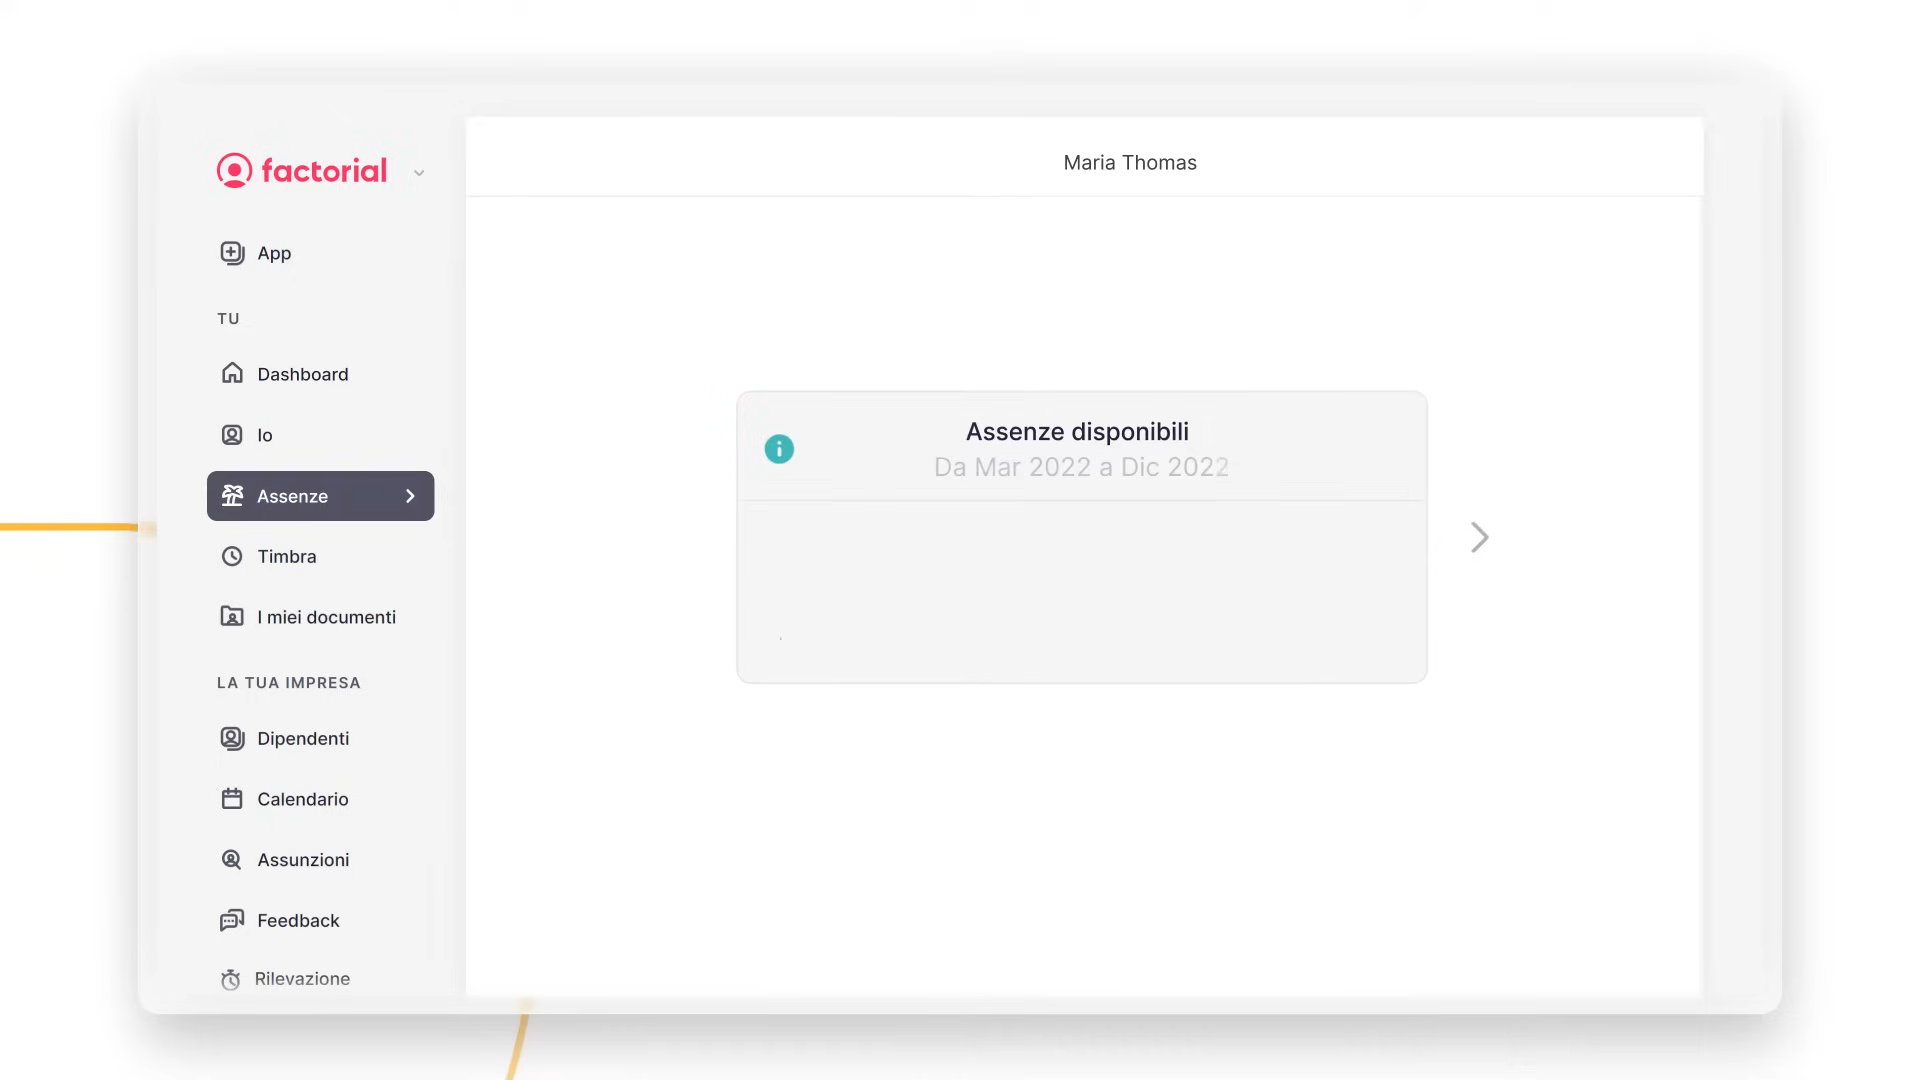 factorial
App
TU
Dashboard
Io
Assenze
Timbra
I miei documenti
LA TUA IMPRESA
Dipendenti
Calendario
Assunzioni
Feedback
Rilevazione
Maria Thomas
Assenze disponibili
Da Mar 2022 a Dic 2022